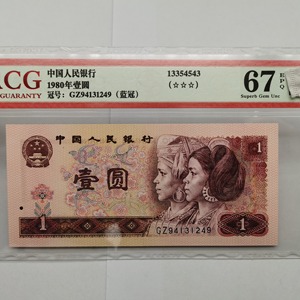 ACG
GUARANTY
中国人民银行
1980年壹圆
冠号：GZ94131249（蓝冠）
13354543
(☆☆☆)
67
EPQ
Superb Gem Unc
中国人民银行
1
壹圆
1
GZ94131249
1